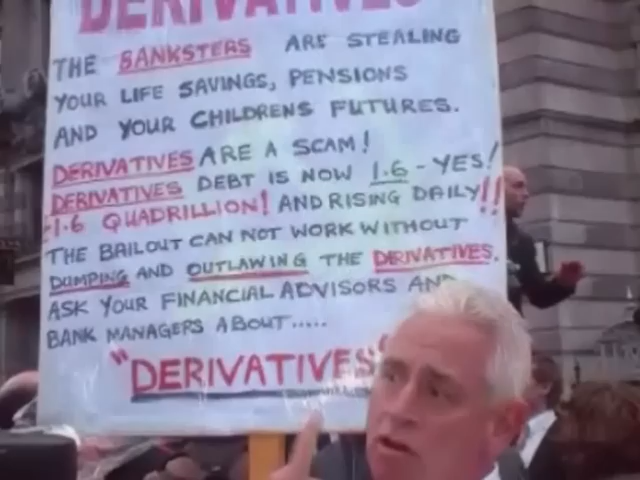 DERIVATIVES
THE BANKSTERS ARE STEALING
YOUR LIFE SAVINGS, PENSIONS
AND YOUR CHILDRENS FUTURES.
DERIVATIVES ARE A SCAM!
DERIVATIVES DEBT IS NOW 1.6 - YES!
1.6 QUADRILLION! AND RISING DAILY!!
THE BAILOUT CAN NOT WORK WITHOUT
DUMPING AND OUTLAWING THE DERIVATIVES.
ASK YOUR FINANCIAL ADVISORS AND
BANK MANAGERS ABOUT.....
"DERIVATIVES"